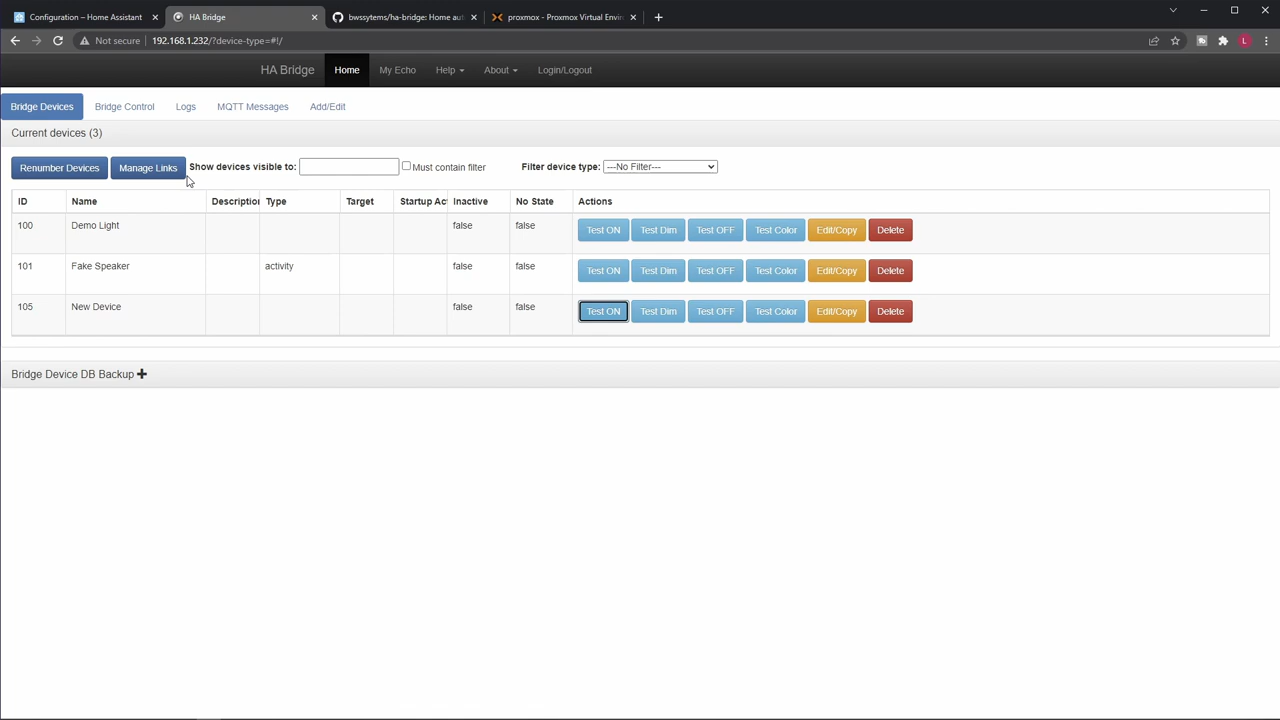 Configuration – Home Assistant
HA Bridge
bwssytems/ha-bridge: Home au
proxmox - Proxmox Virtual Envir
Not secure 192.168.1.232/?device-type=#!/
L
HA Bridge Home My Echo Help About Login/Logout
Bridge Devices Bridge Control Logs MQTT Messages Add/Edit
Current devices (3)
Renumber Devices Manage Links Show devices visible to: Must contain filter Filter device type: ---No Filter---
ID Name Description Type Target Startup Act Inactive No State Actions
100 Demo Light false false Test ON Test Dim Test OFF Test Color Edit/Copy Delete
101 Fake Speaker activity false false Test ON Test Dim Test OFF Test Color Edit/Copy Delete
105 New Device false false Test ON Test Dim Test OFF Test Color Edit/Copy Delete
Bridge Device DB Backup